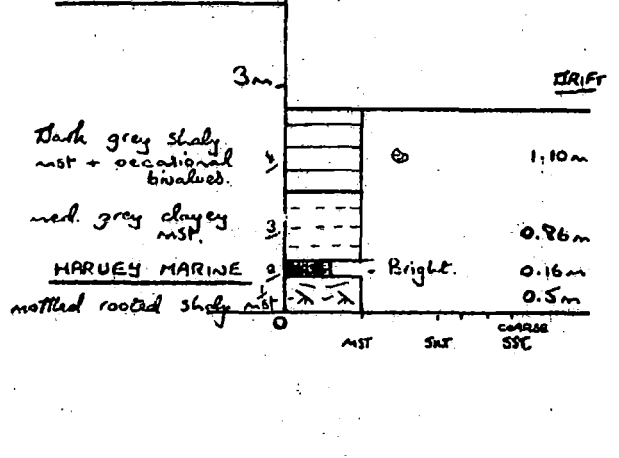 3m
DRIFT
Dark grey shaly
mst + occasional
bivalves.
4
1.10m
med. grey clayey
mst.
3
0.86m
HARVEY MARINE
2
- Bright.
0.16m
1
mottled rooted shaly mst
0.5m
0
MST
SLT
COARSE
SST